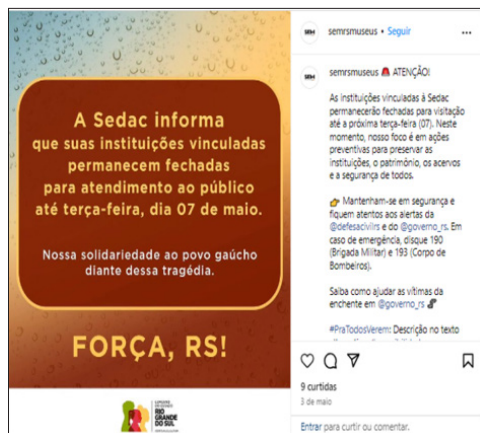 A Sedac informa
que suas instituições vinculadas
permanecem fechadas
para atendimento ao público
até terça-feira, dia 07 de maio.
Nossa solidariedade ao povo gaúcho
diante dessa tragédia.
FORÇA, RS!
RIO
GRANDE
DO SUL
semrsmuseus • Seguir
semrsmuseus 🚨 ATENÇÃO!
As instituições vinculadas à Sedac
permanecerão fechadas para visitação
até a próxima terça-feira (07). Neste
momento, nosso foco é em ações
preventivas para preservar as
instituições, o patrimônio, os acervos
e a segurança de todos.
👉 Mantenham-se em segurança e
fiquem atentos aos alertas da
@defesacivilrs e do @governo_rs. Em
caso de emergência, disque 190
(Brigada Militar) e 193 (Corpo de
Bombeiros).
Saiba como ajudar as vítimas da
enchente em @governo_rs
#PraTodosVerem: Descrição no texto
9 curtidas
3 de maio
Entrar para curtir ou comentar.